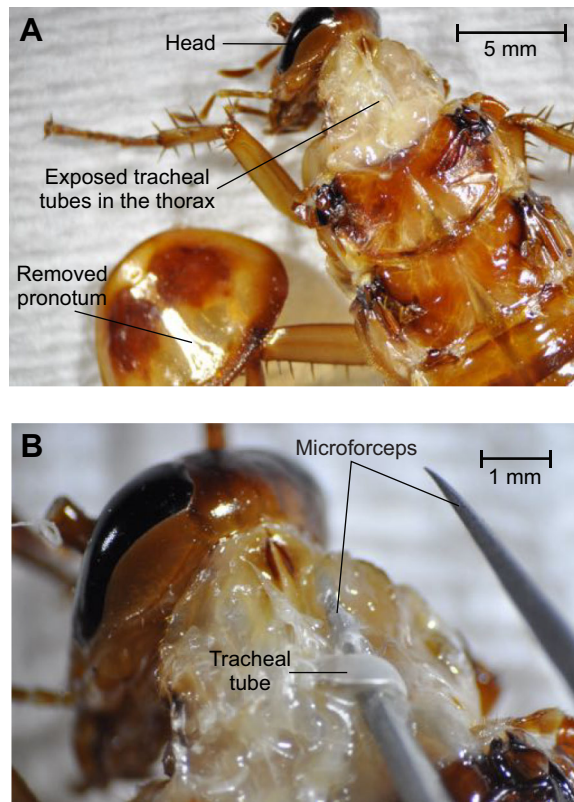 A
Head
5 mm
Exposed tracheal
tubes in the thorax
Removed
pronotum
B
Microforceps
1 mm
Tracheal
tube